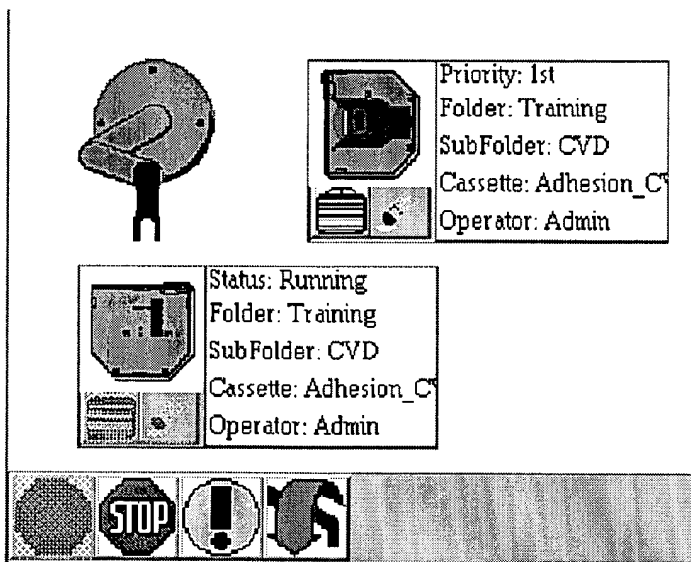 Priority: 1st
Folder: Training
SubFolder: CVD
Cassette: Adhesion_C
Operator: Admin
Status: Running
Folder: Training
SubFolder: CVD
Cassette: Adhesion_C
Operator: Admin
STOP